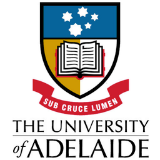 SUB CRUCE LUMEN
THE UNIVERSITY
of ADELAIDE